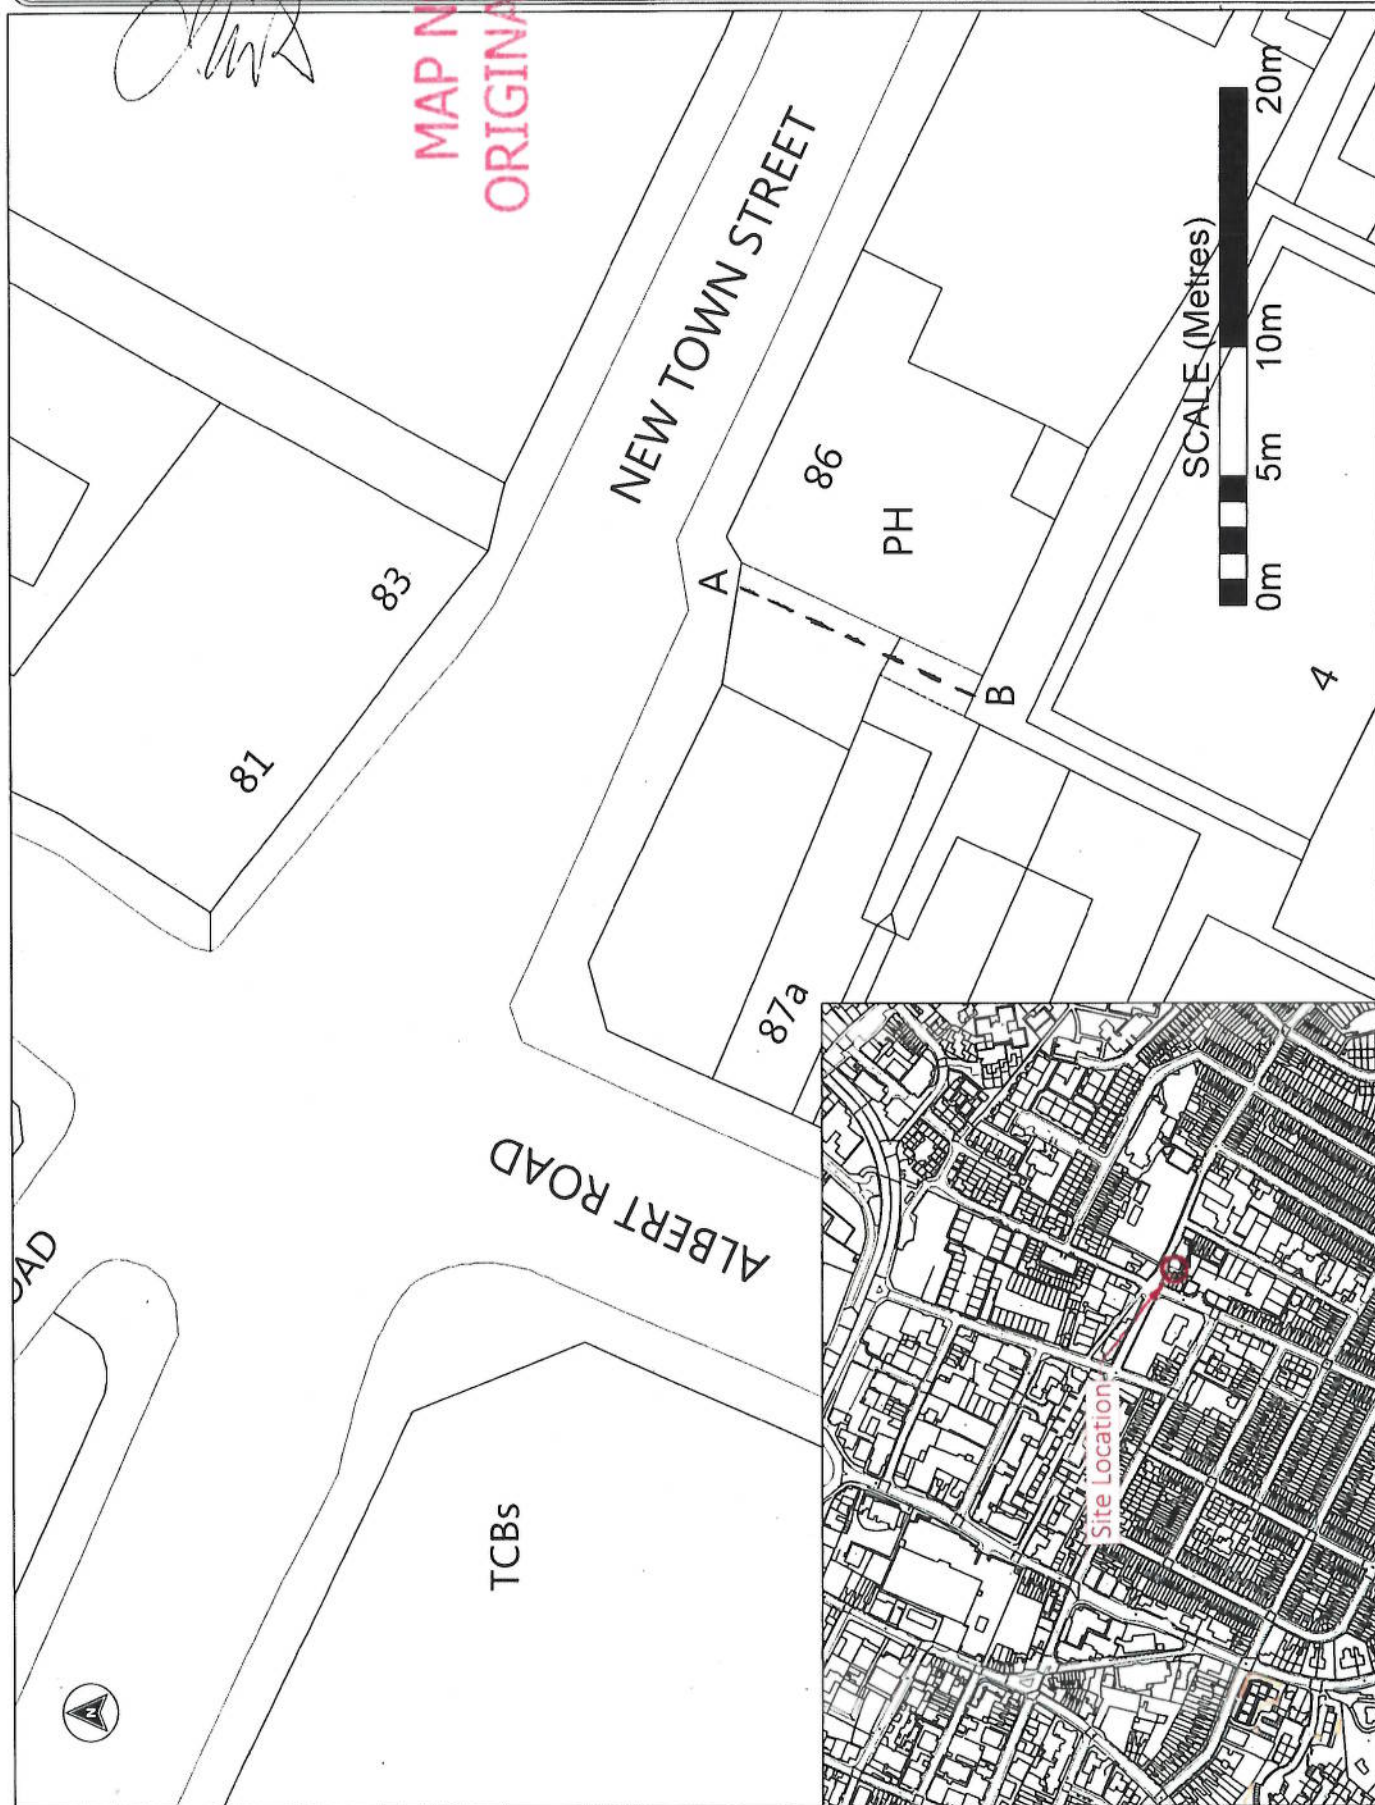 MAP N
ORIGINA
OAD
81
83
NEW TOWN STREET
A
86
PH
B
87a
ALBERT ROAD
TCBs
4
SCALE (Metres)
0m 5m 10m 20m
N
Site Location